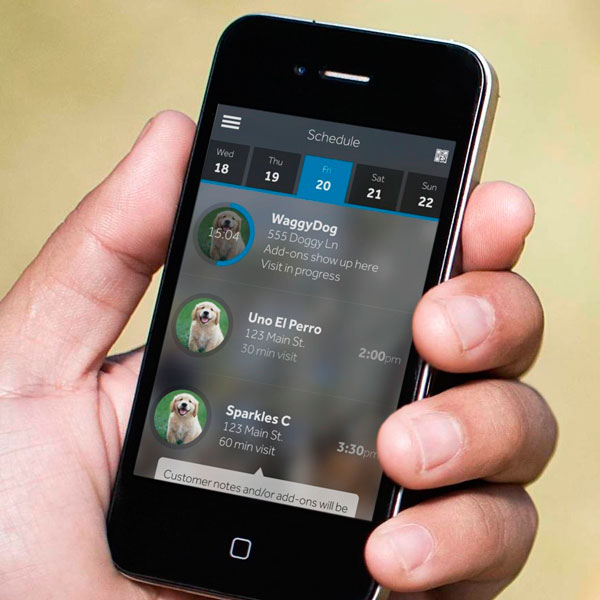 Schedule
Wed Thu Fri Sat Sun
18 19 20 21 22
WaggyDog
555 Doggy Ln
15:04
Add-ons show up here
Visit in progress
Uno El Perro
123 Main St.
30 min visit
2:00pm
Sparkles C
123 Main St.
60 min visit
3:30pm
Customer notes and/or add-ons will be